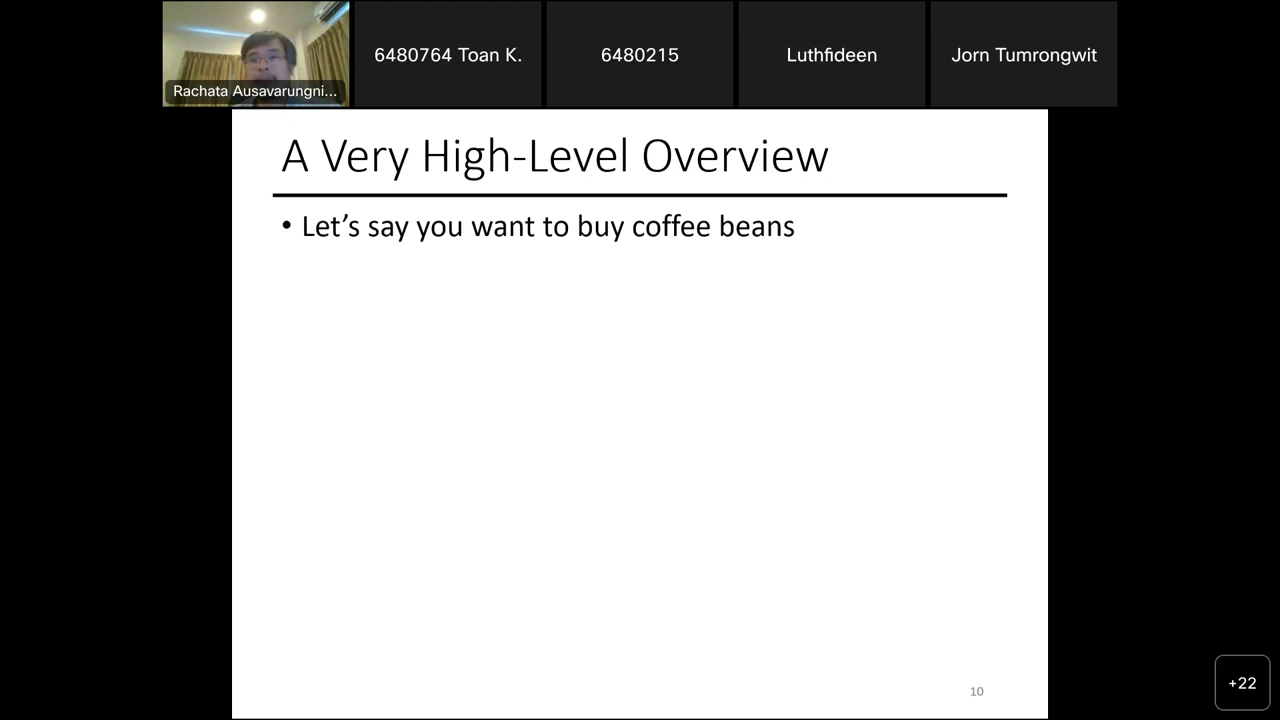 Rachata Ausavarungni...
6480764 Toan K.
6480215
Luthfideen
Jorn Tumrongwit
A Very High-Level Overview
• Let's say you want to buy coffee beans
10
+22